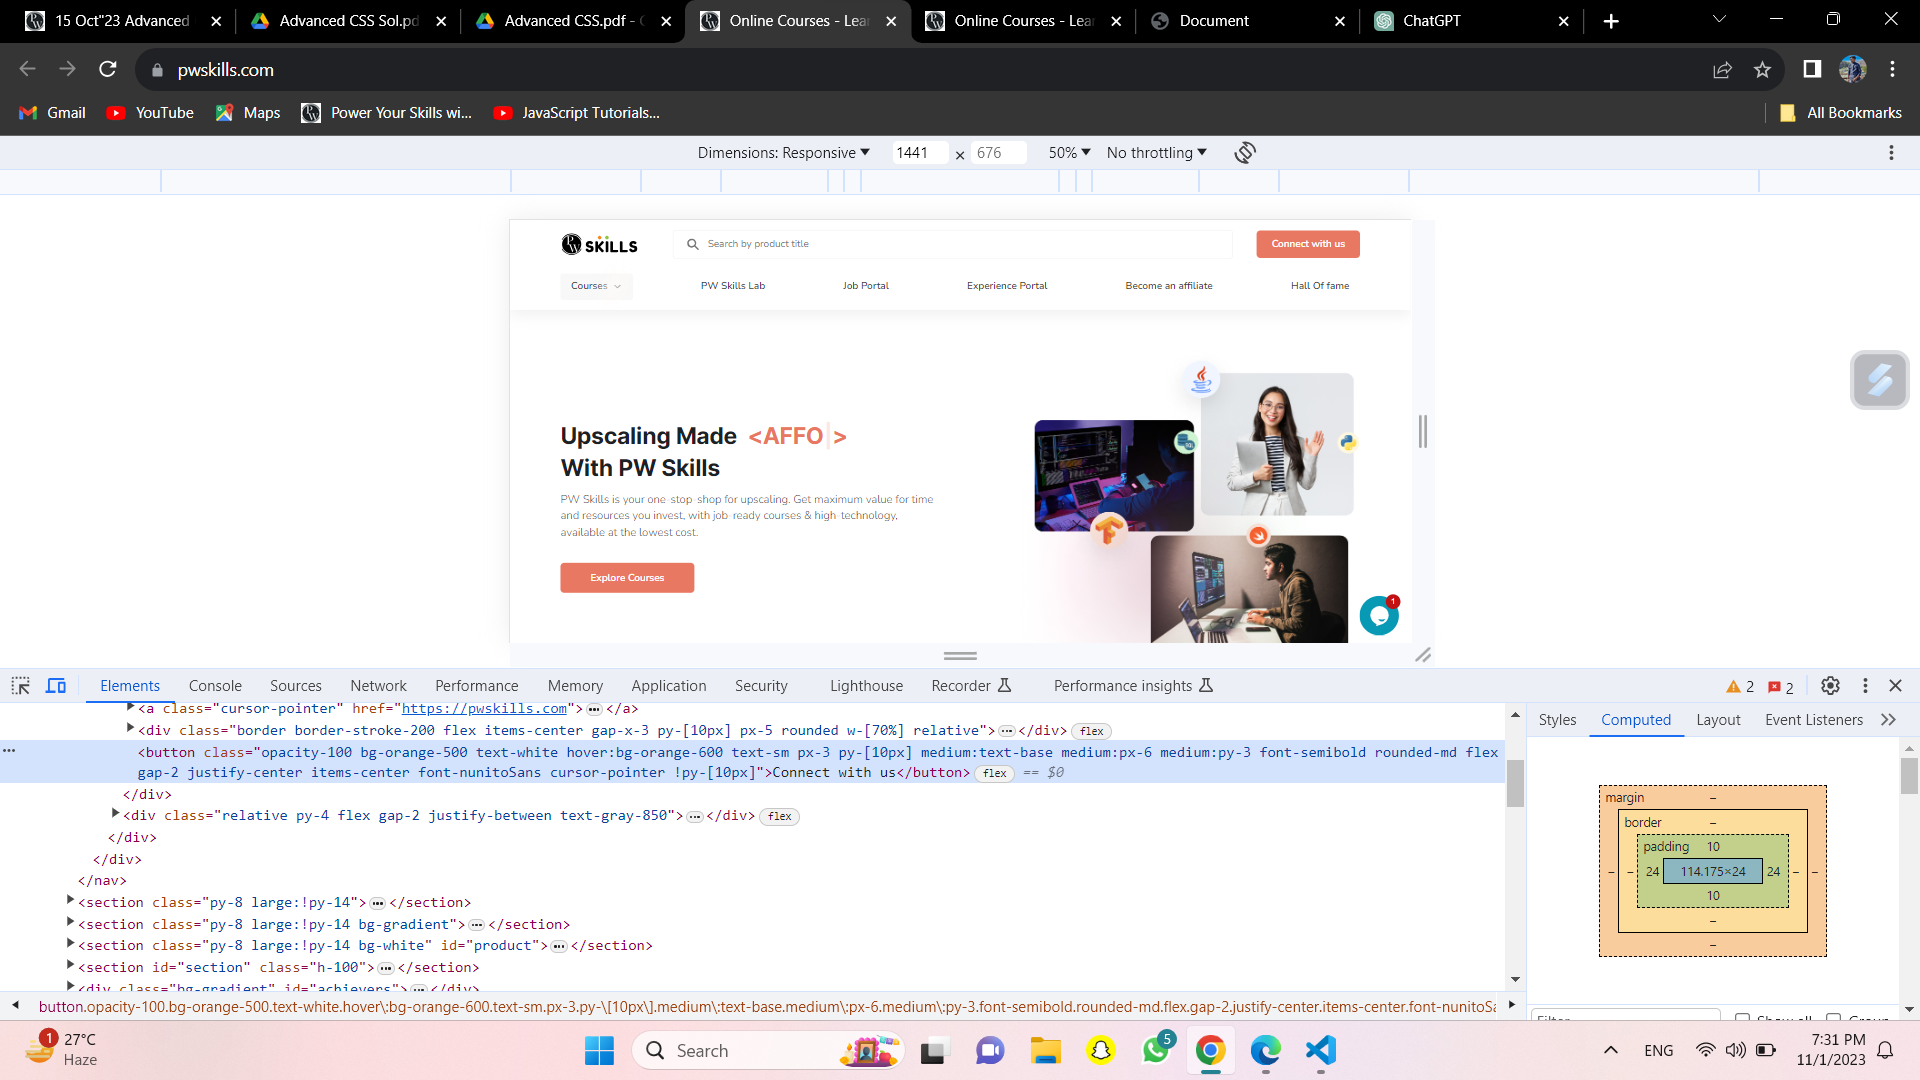 15 Oct"23 Advanced
Advanced CSS Sol.pd
Advanced CSS.pdf -
Online Courses - Lear
Online Courses - Lear
Document
ChatGPT
pwskills.com
Gmail
YouTube
Maps
Power Your Skills wi...
JavaScript Tutorials...
All Bookmarks
Dimensions: Responsive
1441
×
676
50%
No throttling
PW SKILLS
Search by product title
Connect with us
Courses
PW Skills Lab
Job Portal
Experience Portal
Become an affiliate
Hall Of fame
Upscaling Made <AFFO >
With PW Skills
PW Skills is your one-stop-shop for upscaling. Get maximum value for time
and resources you invest, with job-ready courses & high-technology,
available at the lowest cost.
Explore Courses
1
Elements
Console
Sources
Network
Performance
Memory
Application
Security
Lighthouse
Recorder
Performance insights
2
2
<a class="cursor-pointer" href="https://pwskills.com">…</a>
<div class="border border-stroke-200 flex items-center gap-x-3 py-[10px] px-5 rounded w-[70%] relative">…</div> flex
<button class="opacity-100 bg-orange-500 text-white hover:bg-orange-600 text-sm px-3 py-[10px] medium:text-base medium:px-6 medium:py-3 font-semibold rounded-md flex
gap-2 justify-center items-center font-nunitoSans cursor-pointer !py-[10px]">Connect with us</button> flex == $0
</div>
<div class="relative py-4 flex gap-2 justify-between text-gray-850">…</div> flex
</div>
</div>
</nav>
<section class="py-8 large:!py-14">…</section>
<section class="py-8 large:!py-14 bg-gradient">…</section>
<section class="py-8 large:!py-14 bg-white" id="product">…</section>
<section id="section" class="h-100">…</section>
<div class="bg-gradient" id="achievers">…</div>
button.opacity-100.bg-orange-500.text-white.hover\:bg-orange-600.text-sm.px-3.py-\[10px\].medium\:text-base.medium\:px-6.medium\:py-3.font-semibold.rounded-md.flex.gap-2.justify-center.items-center.font-nunitoSa
Styles
Computed
Layout
Event Listeners
margin
–
border
–
padding
10
– – 24 114.175×24 24 – –
10
–
–
Filter
Show all
Group
1
27°C
Haze
Search
5
ENG
7:31 PM
11/1/2023